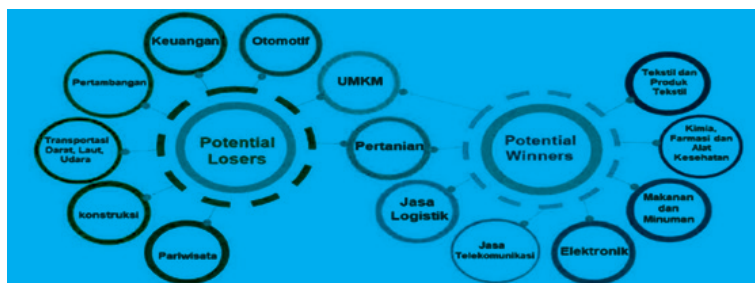 Keuangan
Otomotif
Pertambangan
UMKM
Tekstil dan
Produk
Tekstil
Transportasi
Darat, Laut,
Udara
Potential
Losers
Pertanian
Potential
Winners
Kimia,
Farmasi dan
Alat
Kesehatan
konstruksi
Jasa
Logistik
Makanan
dan
Minuman
Pariwisata
Jasa
Telekomunikasi
Elektronik